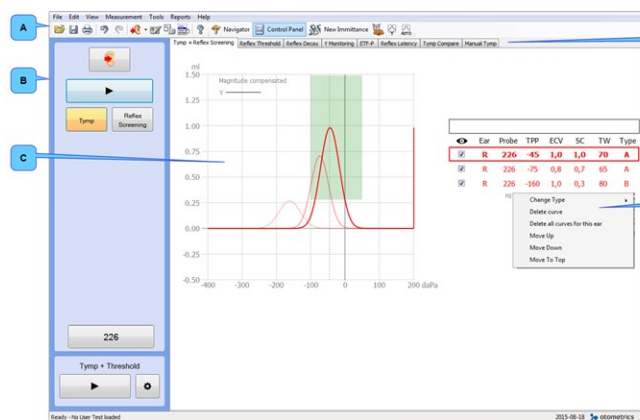 File Edit View Measurement Tools Reports Help
A
Navigator Control Panel New Immittance AUTO
Tymp + Reflex Screening Reflex Threshold Reflex Decay Y Monitoring ETF-P Reflex Latency Tymp Compare Manual Tymp
B
Tymp Reflex Screening
C
ml
1.50
Magnitude compensated
Y
1.25
1.00
0.75
0.50
0.25
0.00
-0.25
-0.50
-400 -300 -200 -100 0 200 daPa
Ear Probe TPP ECV SC TW Type
R 226 -45 1,0 1,0 70 A
R 226 -75 0,8 0,7 65 A
R 226 -160 1,0 0,3 80 B
Change Type
Delete curve
Delete all curves for this ear
Move Up
Move Down
Move To Top
226
Tymp + Threshold
Ready - No User Test loaded
2015-08-18 otometrics